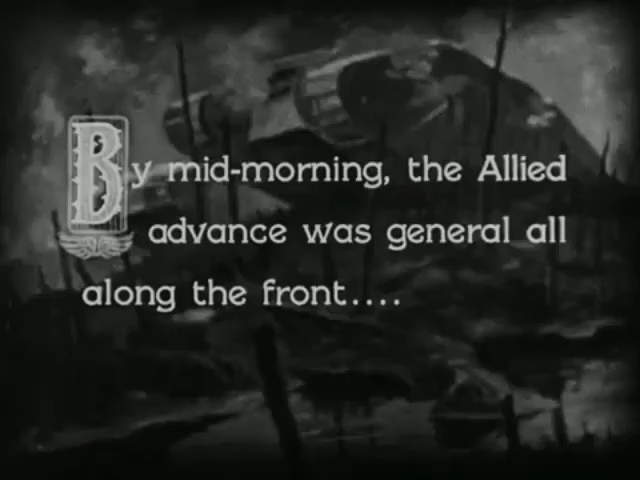 By mid-morning, the Allied
advance was general all
along the front....